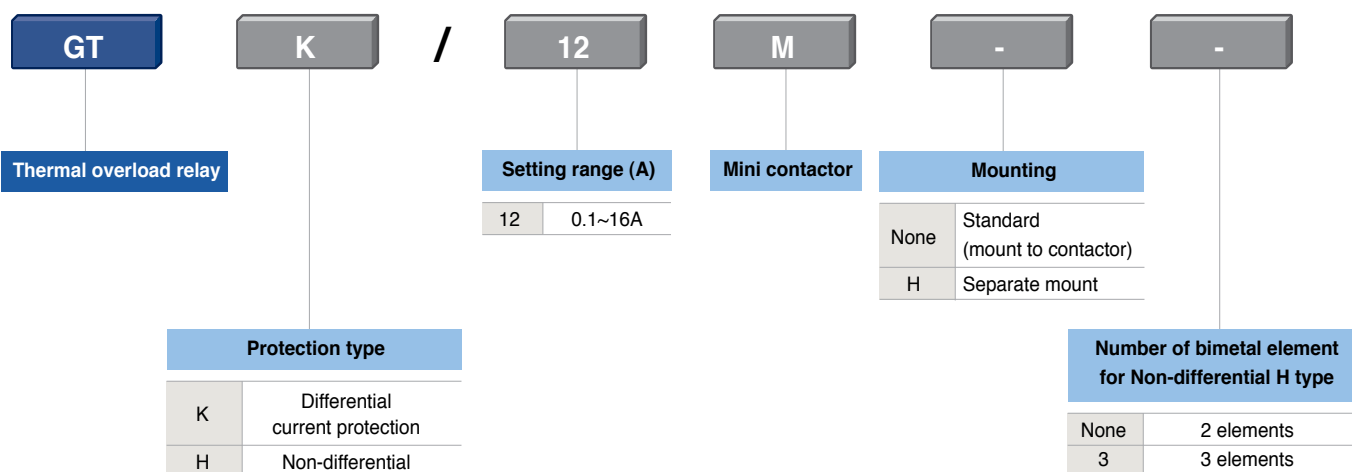 GT K / 12 M - -
Thermal overload relay
Setting range (A)
12 0.1~16A
Mini contactor
Mounting
None Standard
(mount to contactor)
H Separate mount
Protection type
K Differential
current protection
H Non-differential
Number of bimetal element
for Non-differential H type
None 2 elements
3 3 elements